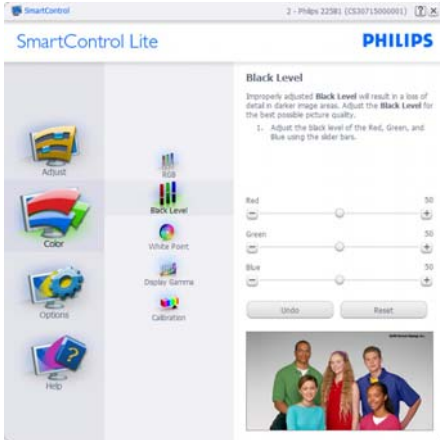 SmartControl
2 - Philips 225B1 (CS30715000001)
SmartControl Lite
PHILIPS
Adjust
Color
Options
Help
RGB
Black Level
White Point
Display Gamma
Calibration
Black Level
Improperly adjusted Black Level will result in a loss of
detail in darker image areas. Adjust the Black Level for
the best possible picture quality.
1. Adjust the black level of the Red, Green, and
Blue using the slider bars.
Red 50
Green 50
Blue 50
Undo Reset